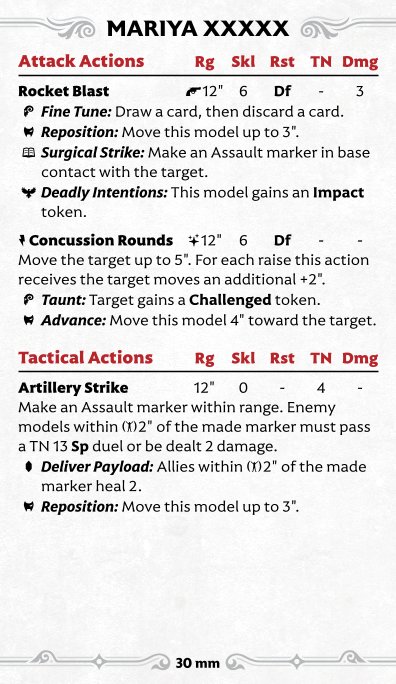 MARIYA XXXXX
Attack Actions Rg Skl Rst TN Dmg
Rocket Blast 12" 6 Df - 3
Fine Tune: Draw a card, then discard a card.
Reposition: Move this model up to 3".
Surgical Strike: Make an Assault marker in base
contact with the target.
Deadly Intentions: This model gains an Impact
token.
Concussion Rounds 12" 6 Df - -
Move the target up to 5". For each raise this action
receives the target moves an additional +2".
Taunt: Target gains a Challenged token.
Advance: Move this model 4" toward the target.
Tactical Actions Rg Skl Rst TN Dmg
Artillery Strike 12" 0 - 4 -
Make an Assault marker within range. Enemy
models within 2" of the made marker must pass
a TN 13 Sp duel or be dealt 2 damage.
Deliver Payload: Allies within 2" of the made
marker heal 2.
Reposition: Move this model up to 3".
30 mm